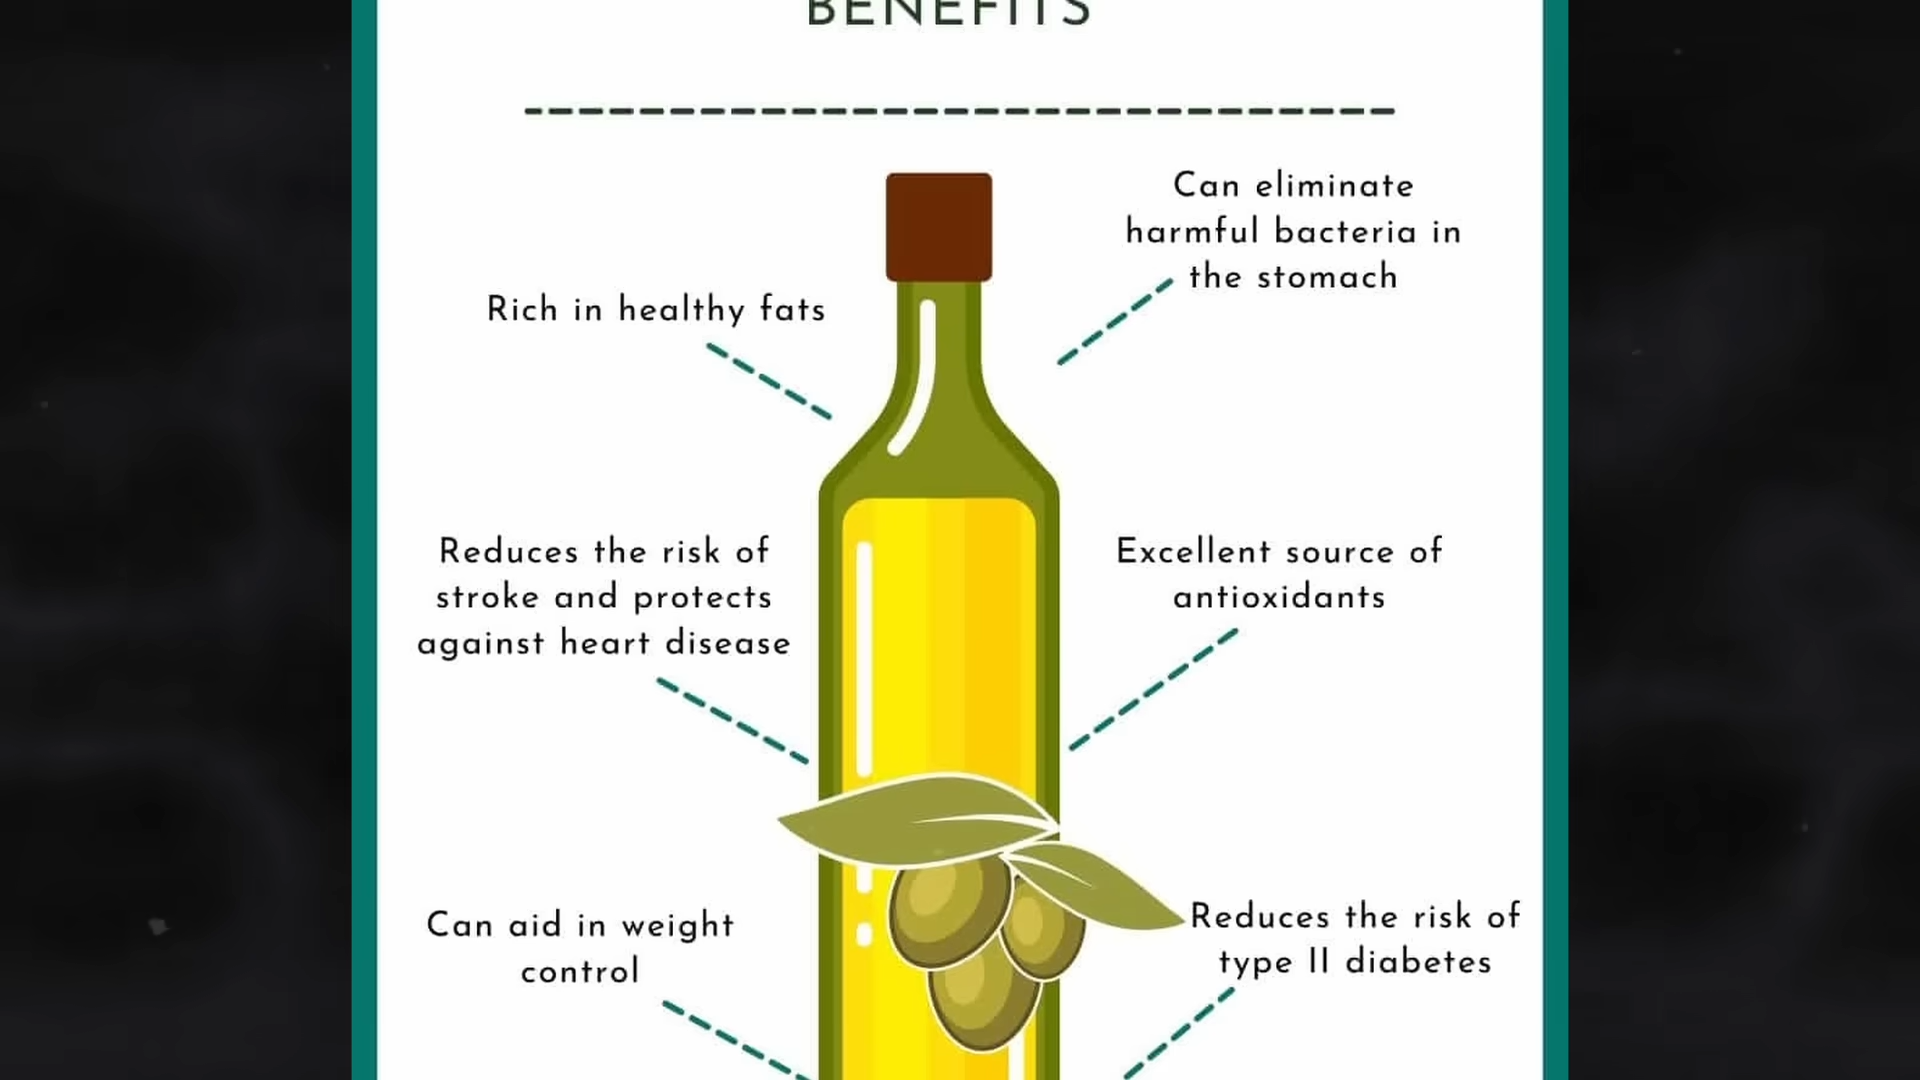 BENEFITS
Can eliminate
harmful bacteria in
the stomach
Rich in healthy fats
Reduces the risk of
stroke and protects
against heart disease
Excellent source of
antioxidants
Can aid in weight
control
Reduces the risk of
type II diabetes